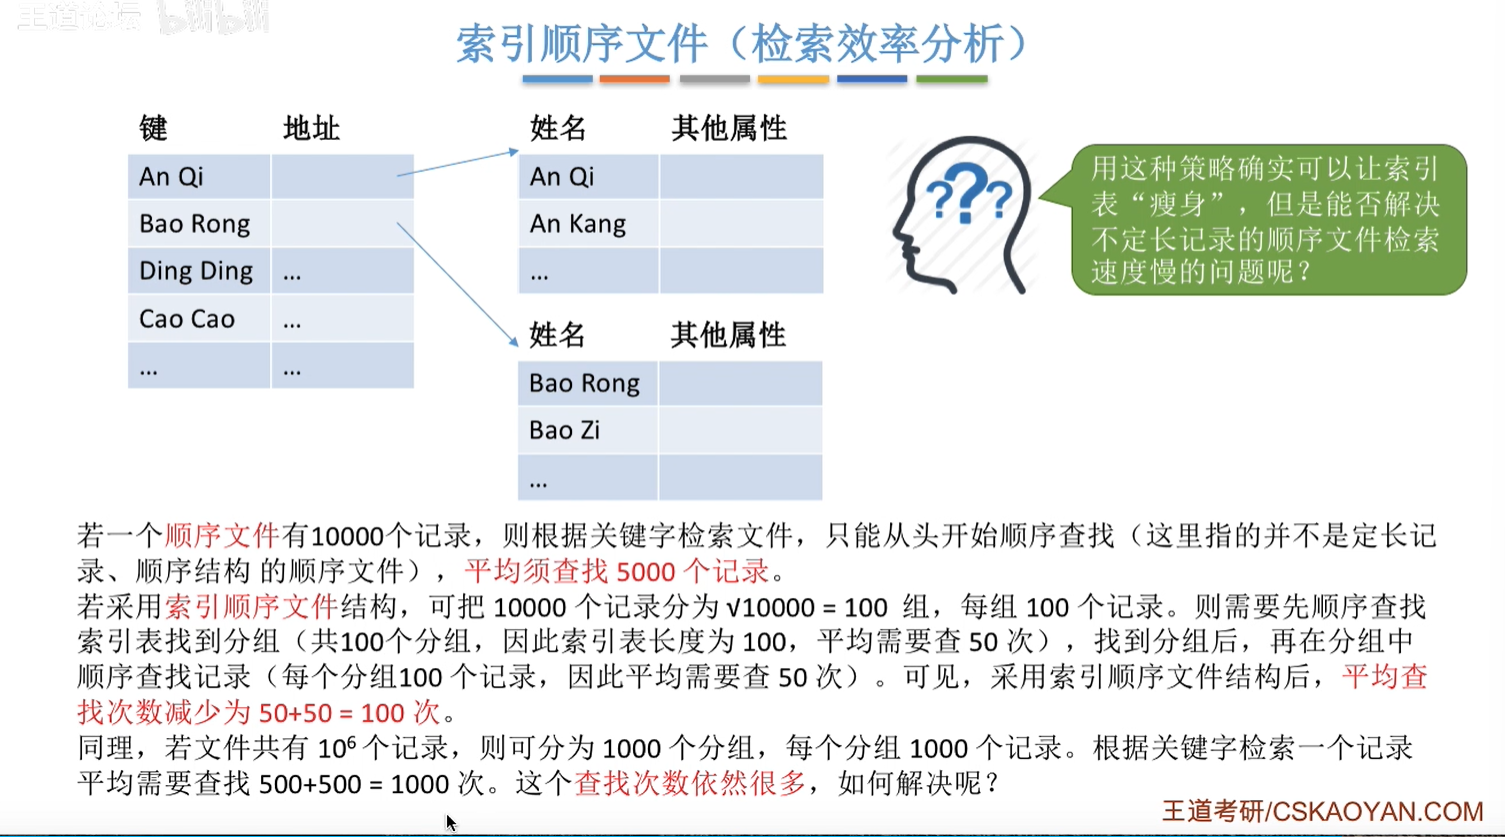 王道论坛 bilibili
索引顺序文件（检索效率分析）
键 地址
An Qi
Bao Rong
Ding Ding ...
Cao Cao ...
... ...
姓名 其他属性
An Qi
An Kang
...
姓名 其他属性
Bao Rong
Bao Zi
...
???
用这种策略确实可以让索引
表“瘦身”，但是能否解决
不定长记录的顺序文件检索
速度慢的问题呢？
若一个顺序文件有10000个记录，则根据关键字检索文件，只能从头开始顺序查找（这里指的并不是定长记
录、顺序结构 的顺序文件），平均须查找 5000 个记录。
若采用索引顺序文件结构，可把 10000 个记录分为 √10000 = 100 组，每组 100 个记录。则需要先顺序查找
索引表找到分组（共100个分组，因此索引表长度为 100，平均需要查 50 次），找到分组后，再在分组中
顺序查找记录（每个分组100 个记录，因此平均需要查 50 次）。可见，采用索引顺序文件结构后，平均查
找次数减少为 50+50 = 100 次。
同理，若文件共有 10⁶ 个记录，则可分为 1000 个分组，每个分组 1000 个记录。根据关键字检索一个记录
平均需要查找 500+500 = 1000 次。这个查找次数依然很多，如何解决呢？
王道考研/CSKAOYAN.COM